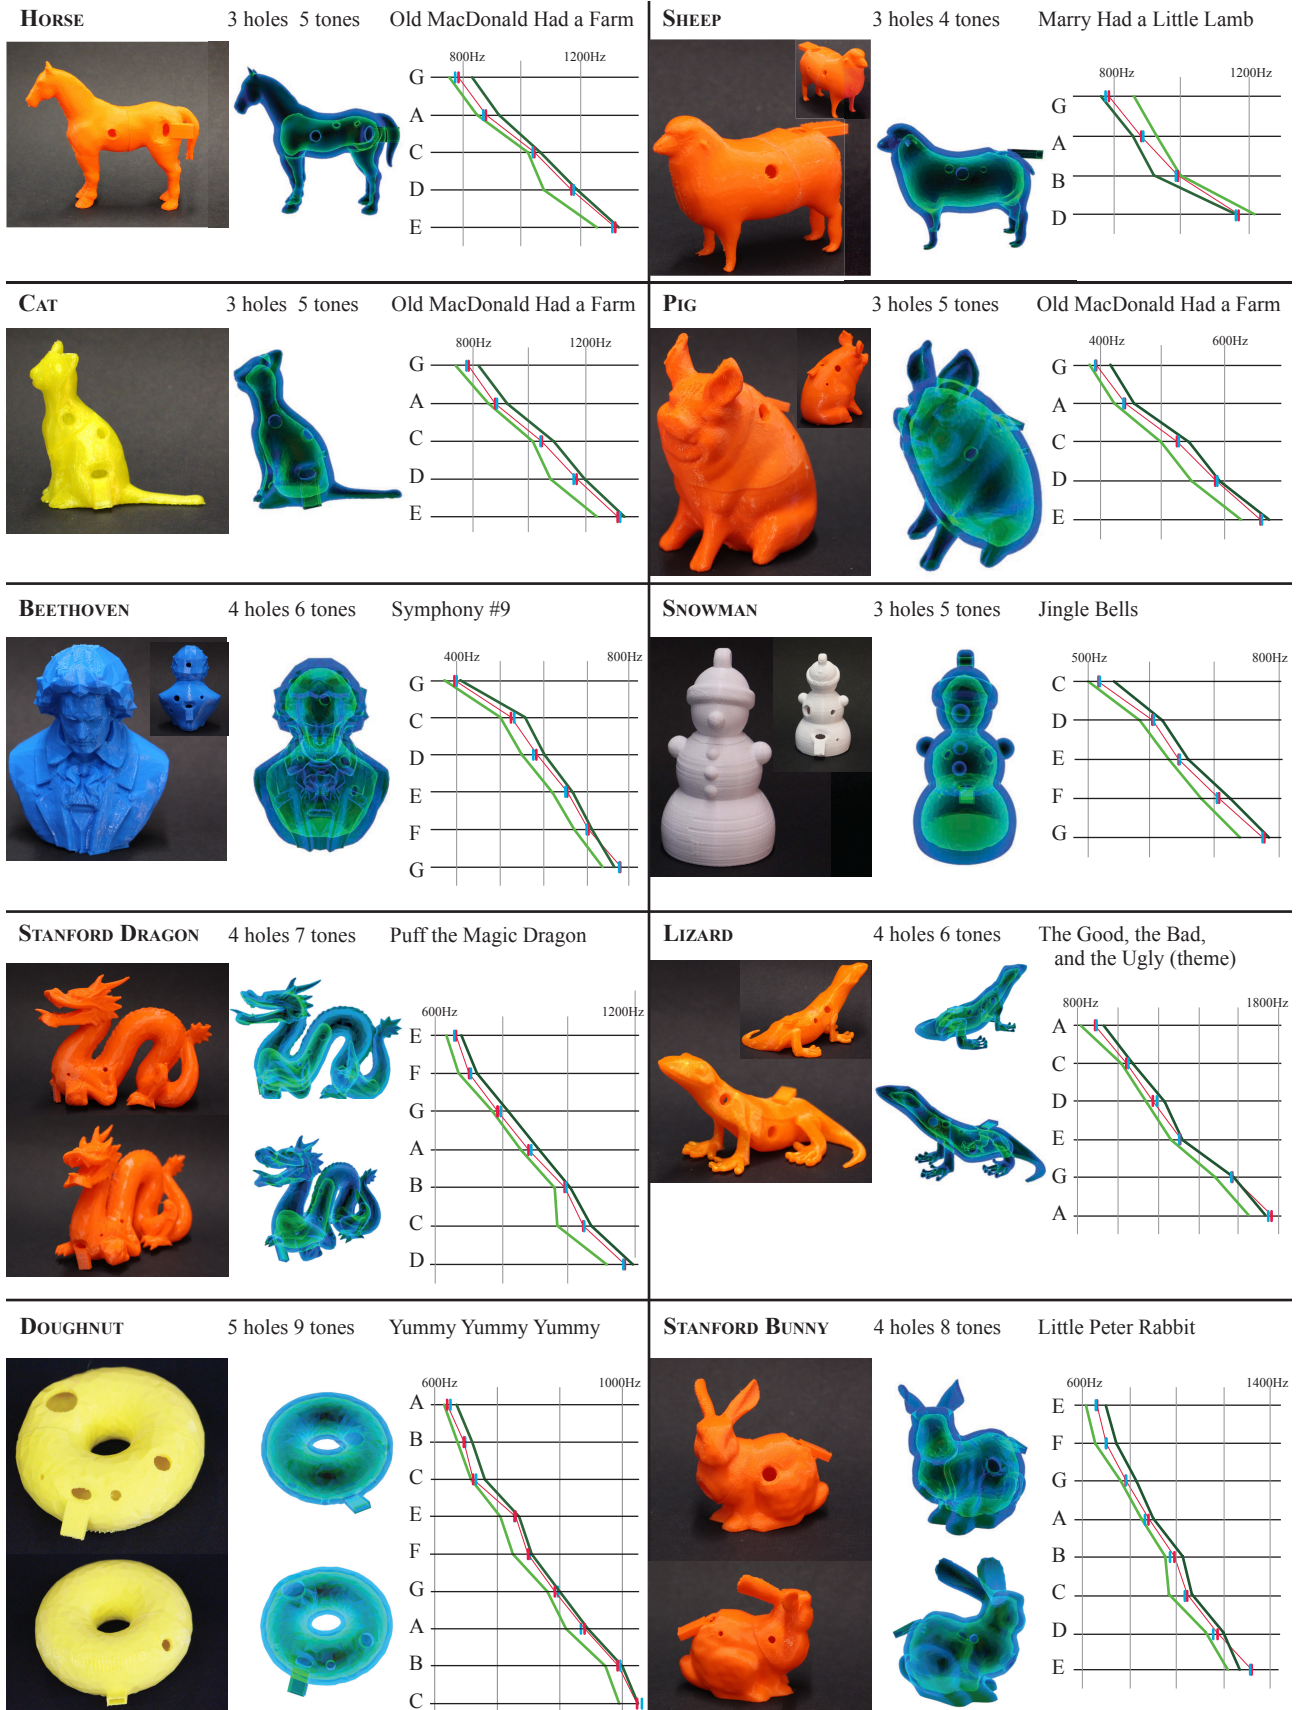 HORSE 3 holes 5 tones Old MacDonald Had a Farm
800Hz 1200Hz
G
A
C
D
E
SHEEP 3 holes 4 tones Marry Had a Little Lamb
800Hz 1200Hz
G
A
B
D
CAT 3 holes 5 tones Old MacDonald Had a Farm
800Hz 1200Hz
G
A
C
D
E
PIG 3 holes 5 tones Old MacDonald Had a Farm
400Hz 600Hz
G
A
C
D
E
BEETHOVEN 4 holes 6 tones Symphony #9
400Hz 800Hz
G
C
D
E
F
G
SNOWMAN 3 holes 5 tones Jingle Bells
500Hz 800Hz
C
D
E
F
G
STANFORD DRAGON 4 holes 7 tones Puff the Magic Dragon
600Hz 1200Hz
E
F
G
A
B
C
D
LIZARD 4 holes 6 tones The Good, the Bad,
and the Ugly (theme)
800Hz 1800Hz
A
C
D
E
G
A
DOUGHNUT 5 holes 9 tones Yummy Yummy Yummy
600Hz 1000Hz
A
B
C
E
F
G
A
B
C
STANFORD BUNNY 4 holes 8 tones Little Peter Rabbit
600Hz 1400Hz
E
F
G
A
B
C
D
E